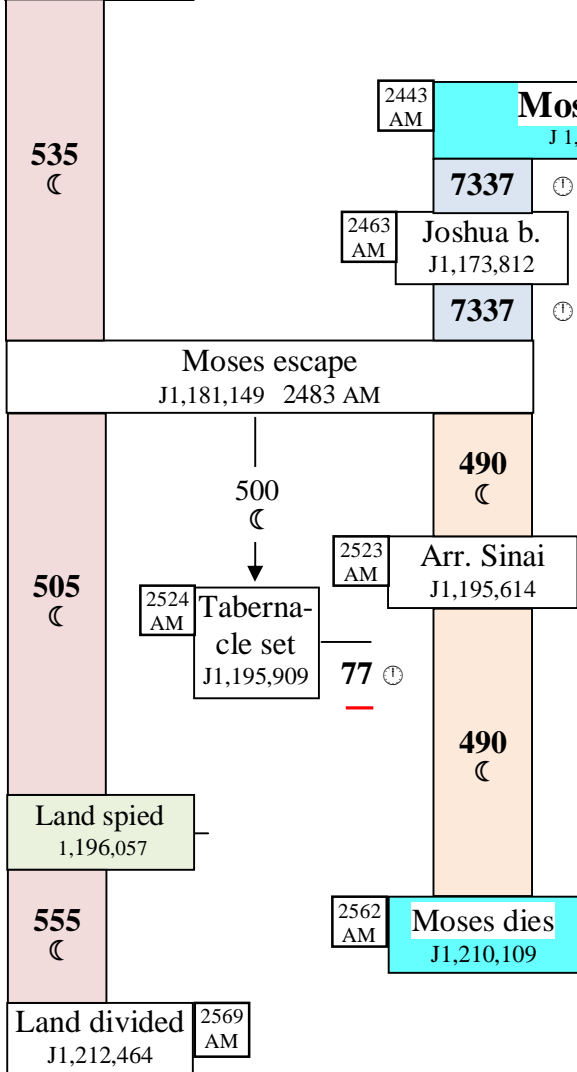 2443
AM
Mos
J 1,
535
☾
7337
2463
AM
Joshua b.
J1,173,812
7337
Moses escape
J1,181,149 2483 AM
490
☾
500
☾
2523
AM
Arr. Sinai
J1,195,614
505
☾
2524
AM
Taberna-
cle set
J1,195,909
77
490
☾
Land spied
1,196,057
555
☾
2562
AM
Moses dies
J1,210,109
Land divided
J1,212,464
2569
AM